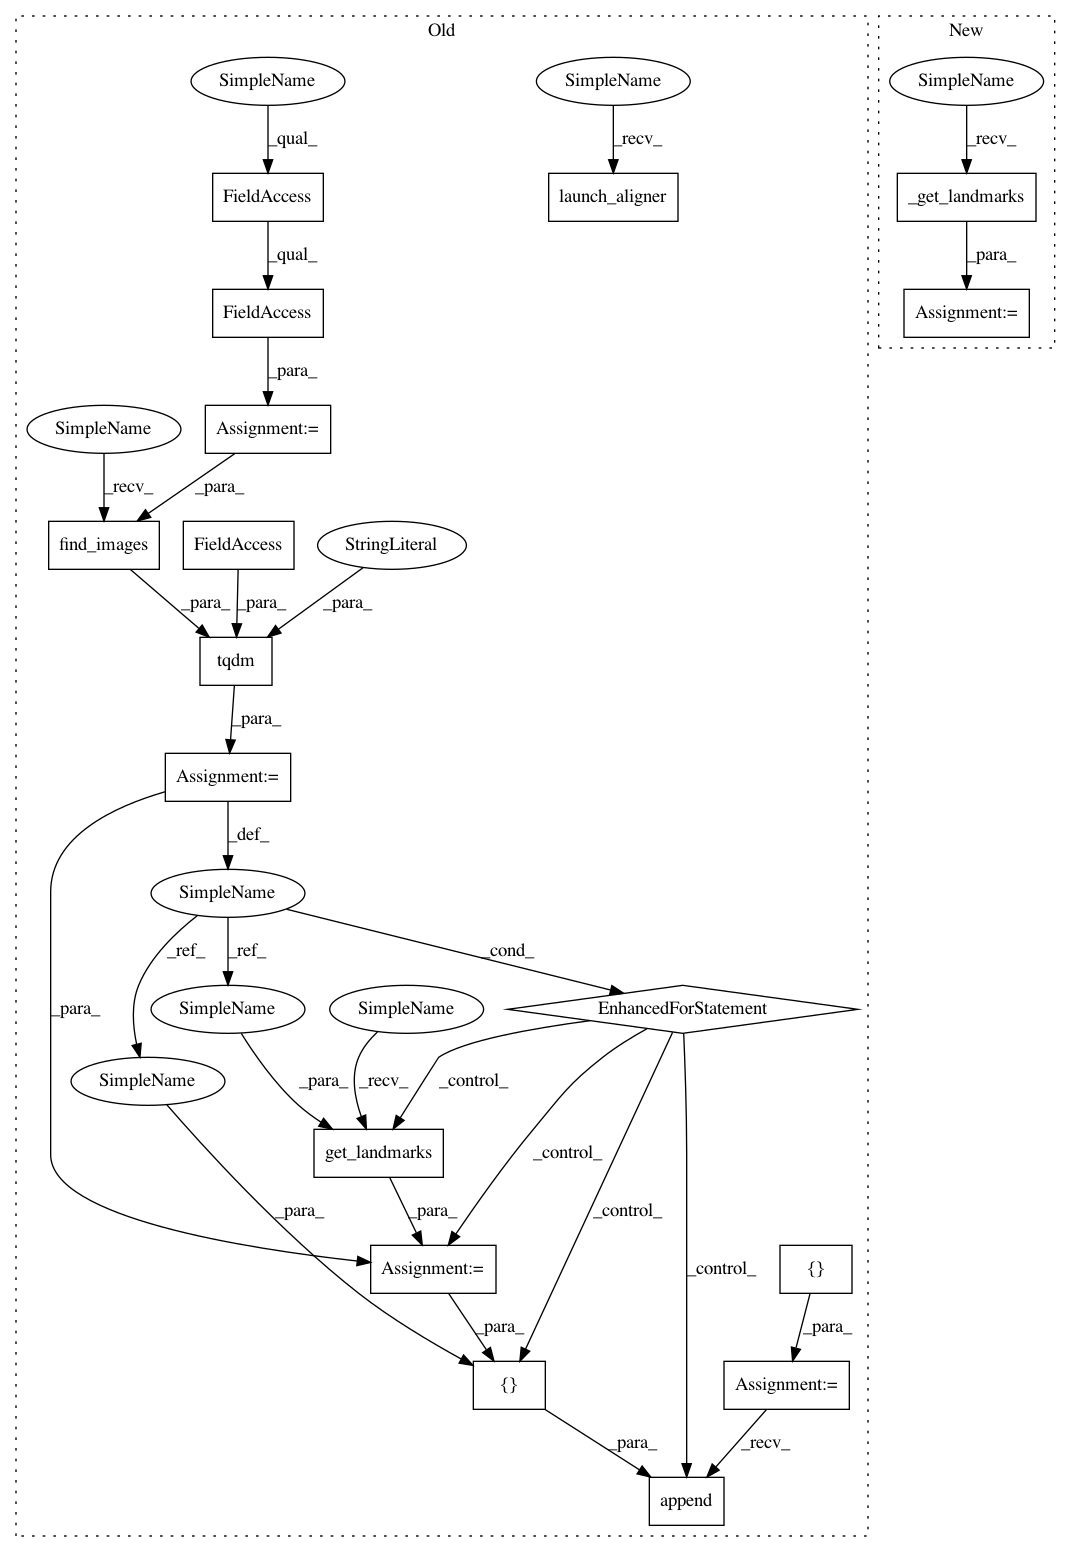 Old
New
SimpleName
SimpleName
SimpleName
_qual_
_recv_
_recv_
FieldAccess
launch_aligner
_get_landmarks
_qual_
_para_
FieldAccess
Assignment:=
_para_
SimpleName
Assignment:=
_recv_
_para_
find_images
FieldAccess
StringLiteral
_para_
_para_
_para_
tqdm
_para_
Assignment:=
_def_
SimpleName
_ref_
_ref_
_cond_
_para_
SimpleName
SimpleName
EnhancedForStatement
SimpleName
_para_
_recv_
_control_
get_landmarks
_control_
_para_
_para_
_control_
Assignment:=
_control_
{}
_para_
_para_
{}
Assignment:=
_para_
_recv_
append